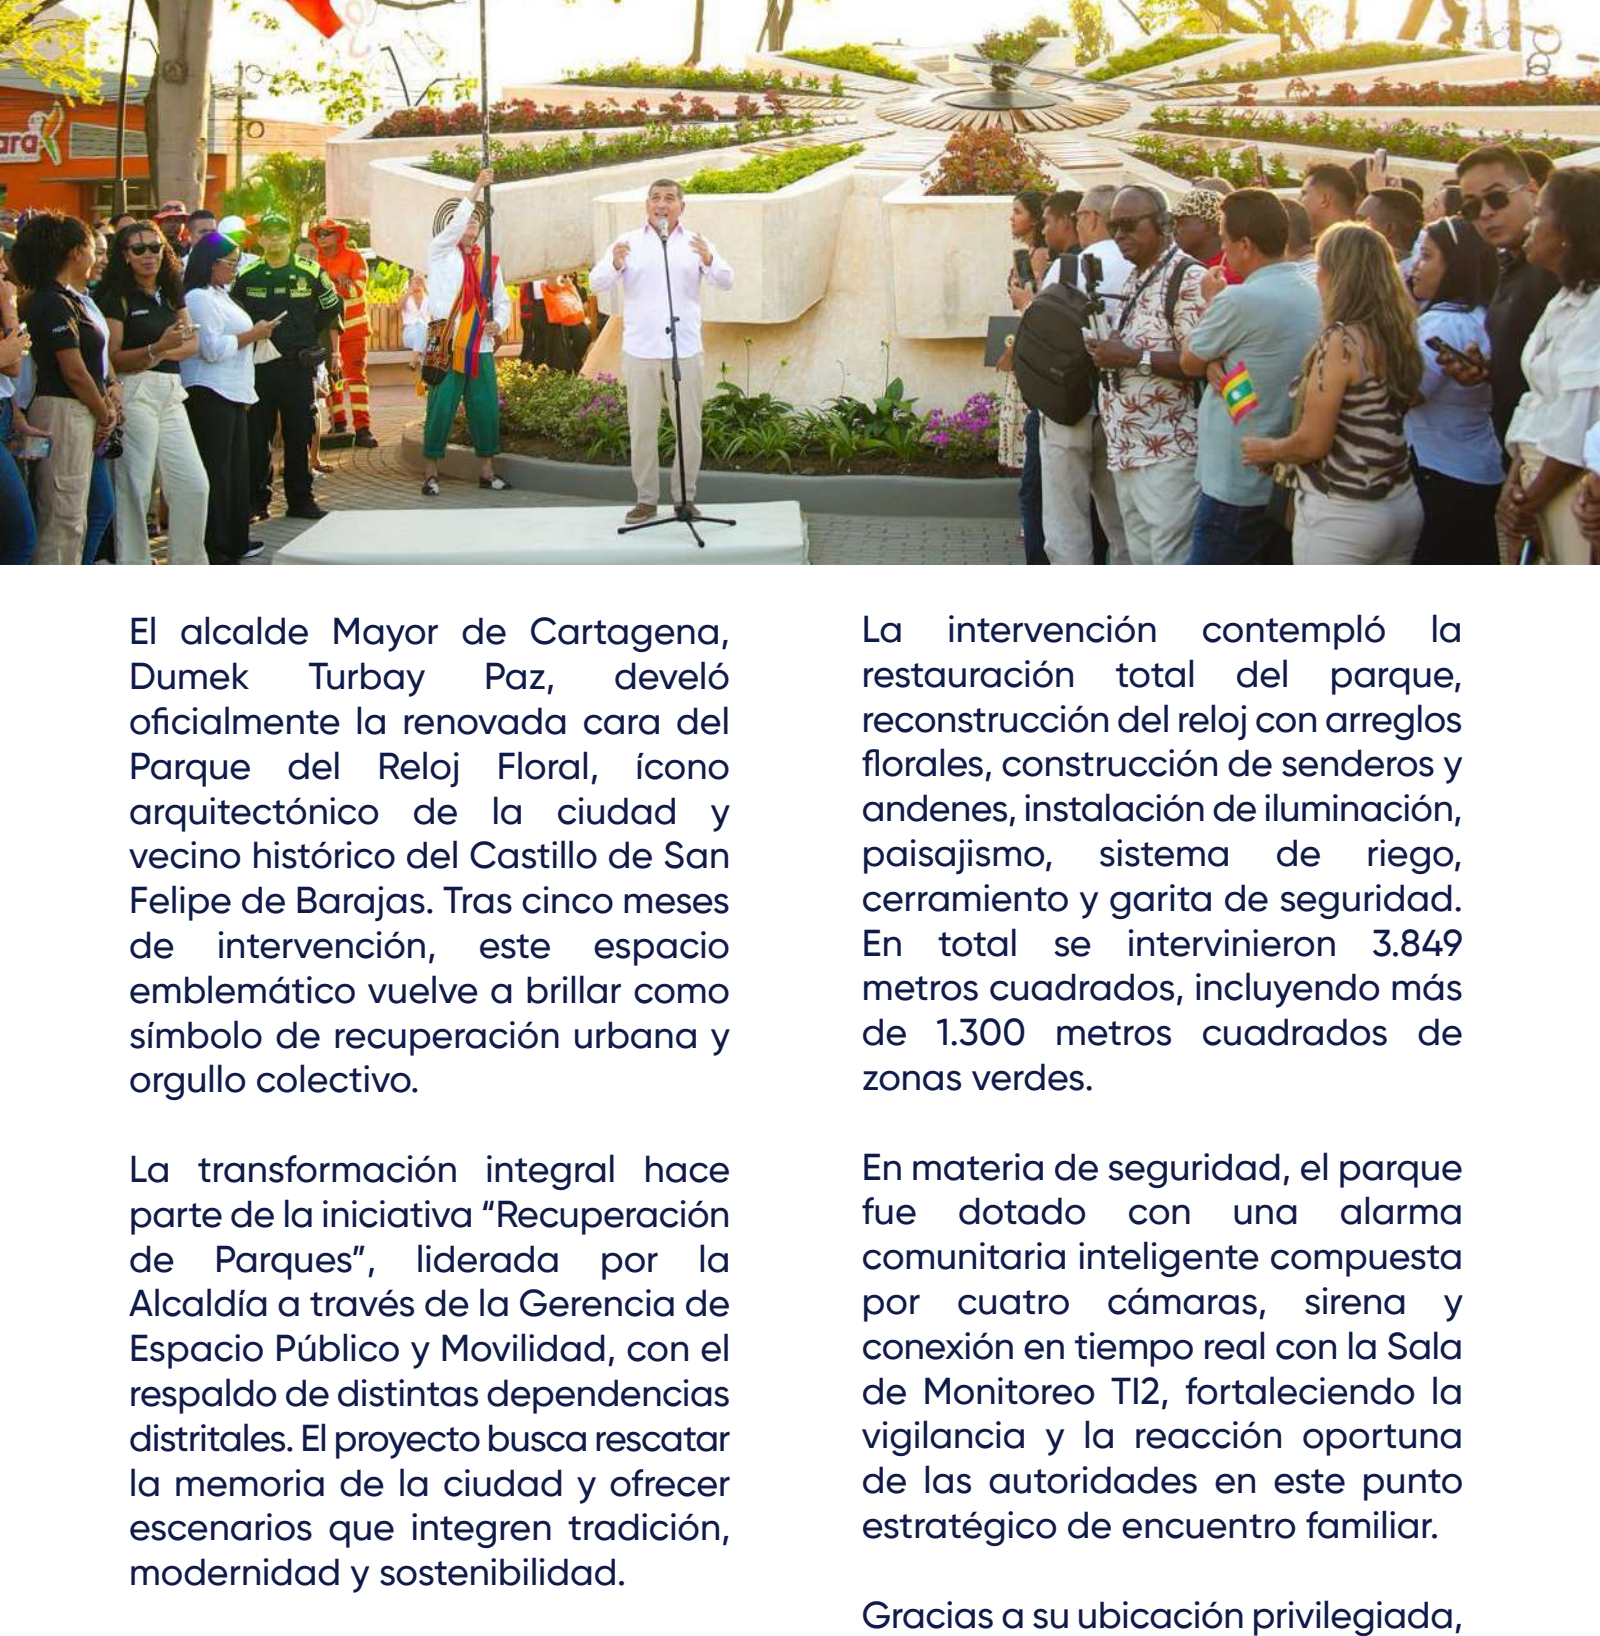 ara
El alcalde Mayor de Cartagena,
Dumek Turbay Paz, develó
oficialmente la renovada cara del
Parque del Reloj Floral, ícono
arquitectónico de la ciudad y
vecino histórico del Castillo de San
Felipe de Barajas. Tras cinco meses
de intervención, este espacio
emblemático vuelve a brillar como
símbolo de recuperación urbana y
orgullo colectivo.
La transformación integral hace
parte de la iniciativa “Recuperación
de Parques”, liderada por la
Alcaldía a través de la Gerencia de
Espacio Público y Movilidad, con el
respaldo de distintas dependencias
distritales. El proyecto busca rescatar
la memoria de la ciudad y ofrecer
escenarios que integren tradición,
modernidad y sostenibilidad.
La intervención contempló la
restauración total del parque,
reconstrucción del reloj con arreglos
florales, construcción de senderos y
andenes, instalación de iluminación,
paisajismo, sistema de riego,
cerramiento y garita de seguridad.
En total se intervinieron 3.849
metros cuadrados, incluyendo más
de 1.300 metros cuadrados de
zonas verdes.
En materia de seguridad, el parque
fue dotado con una alarma
comunitaria inteligente compuesta
por cuatro cámaras, sirena y
conexión en tiempo real con la Sala
de Monitoreo TI2, fortaleciendo la
vigilancia y la reacción oportuna
de las autoridades en este punto
estratégico de encuentro familiar.
Gracias a su ubicación privilegiada,